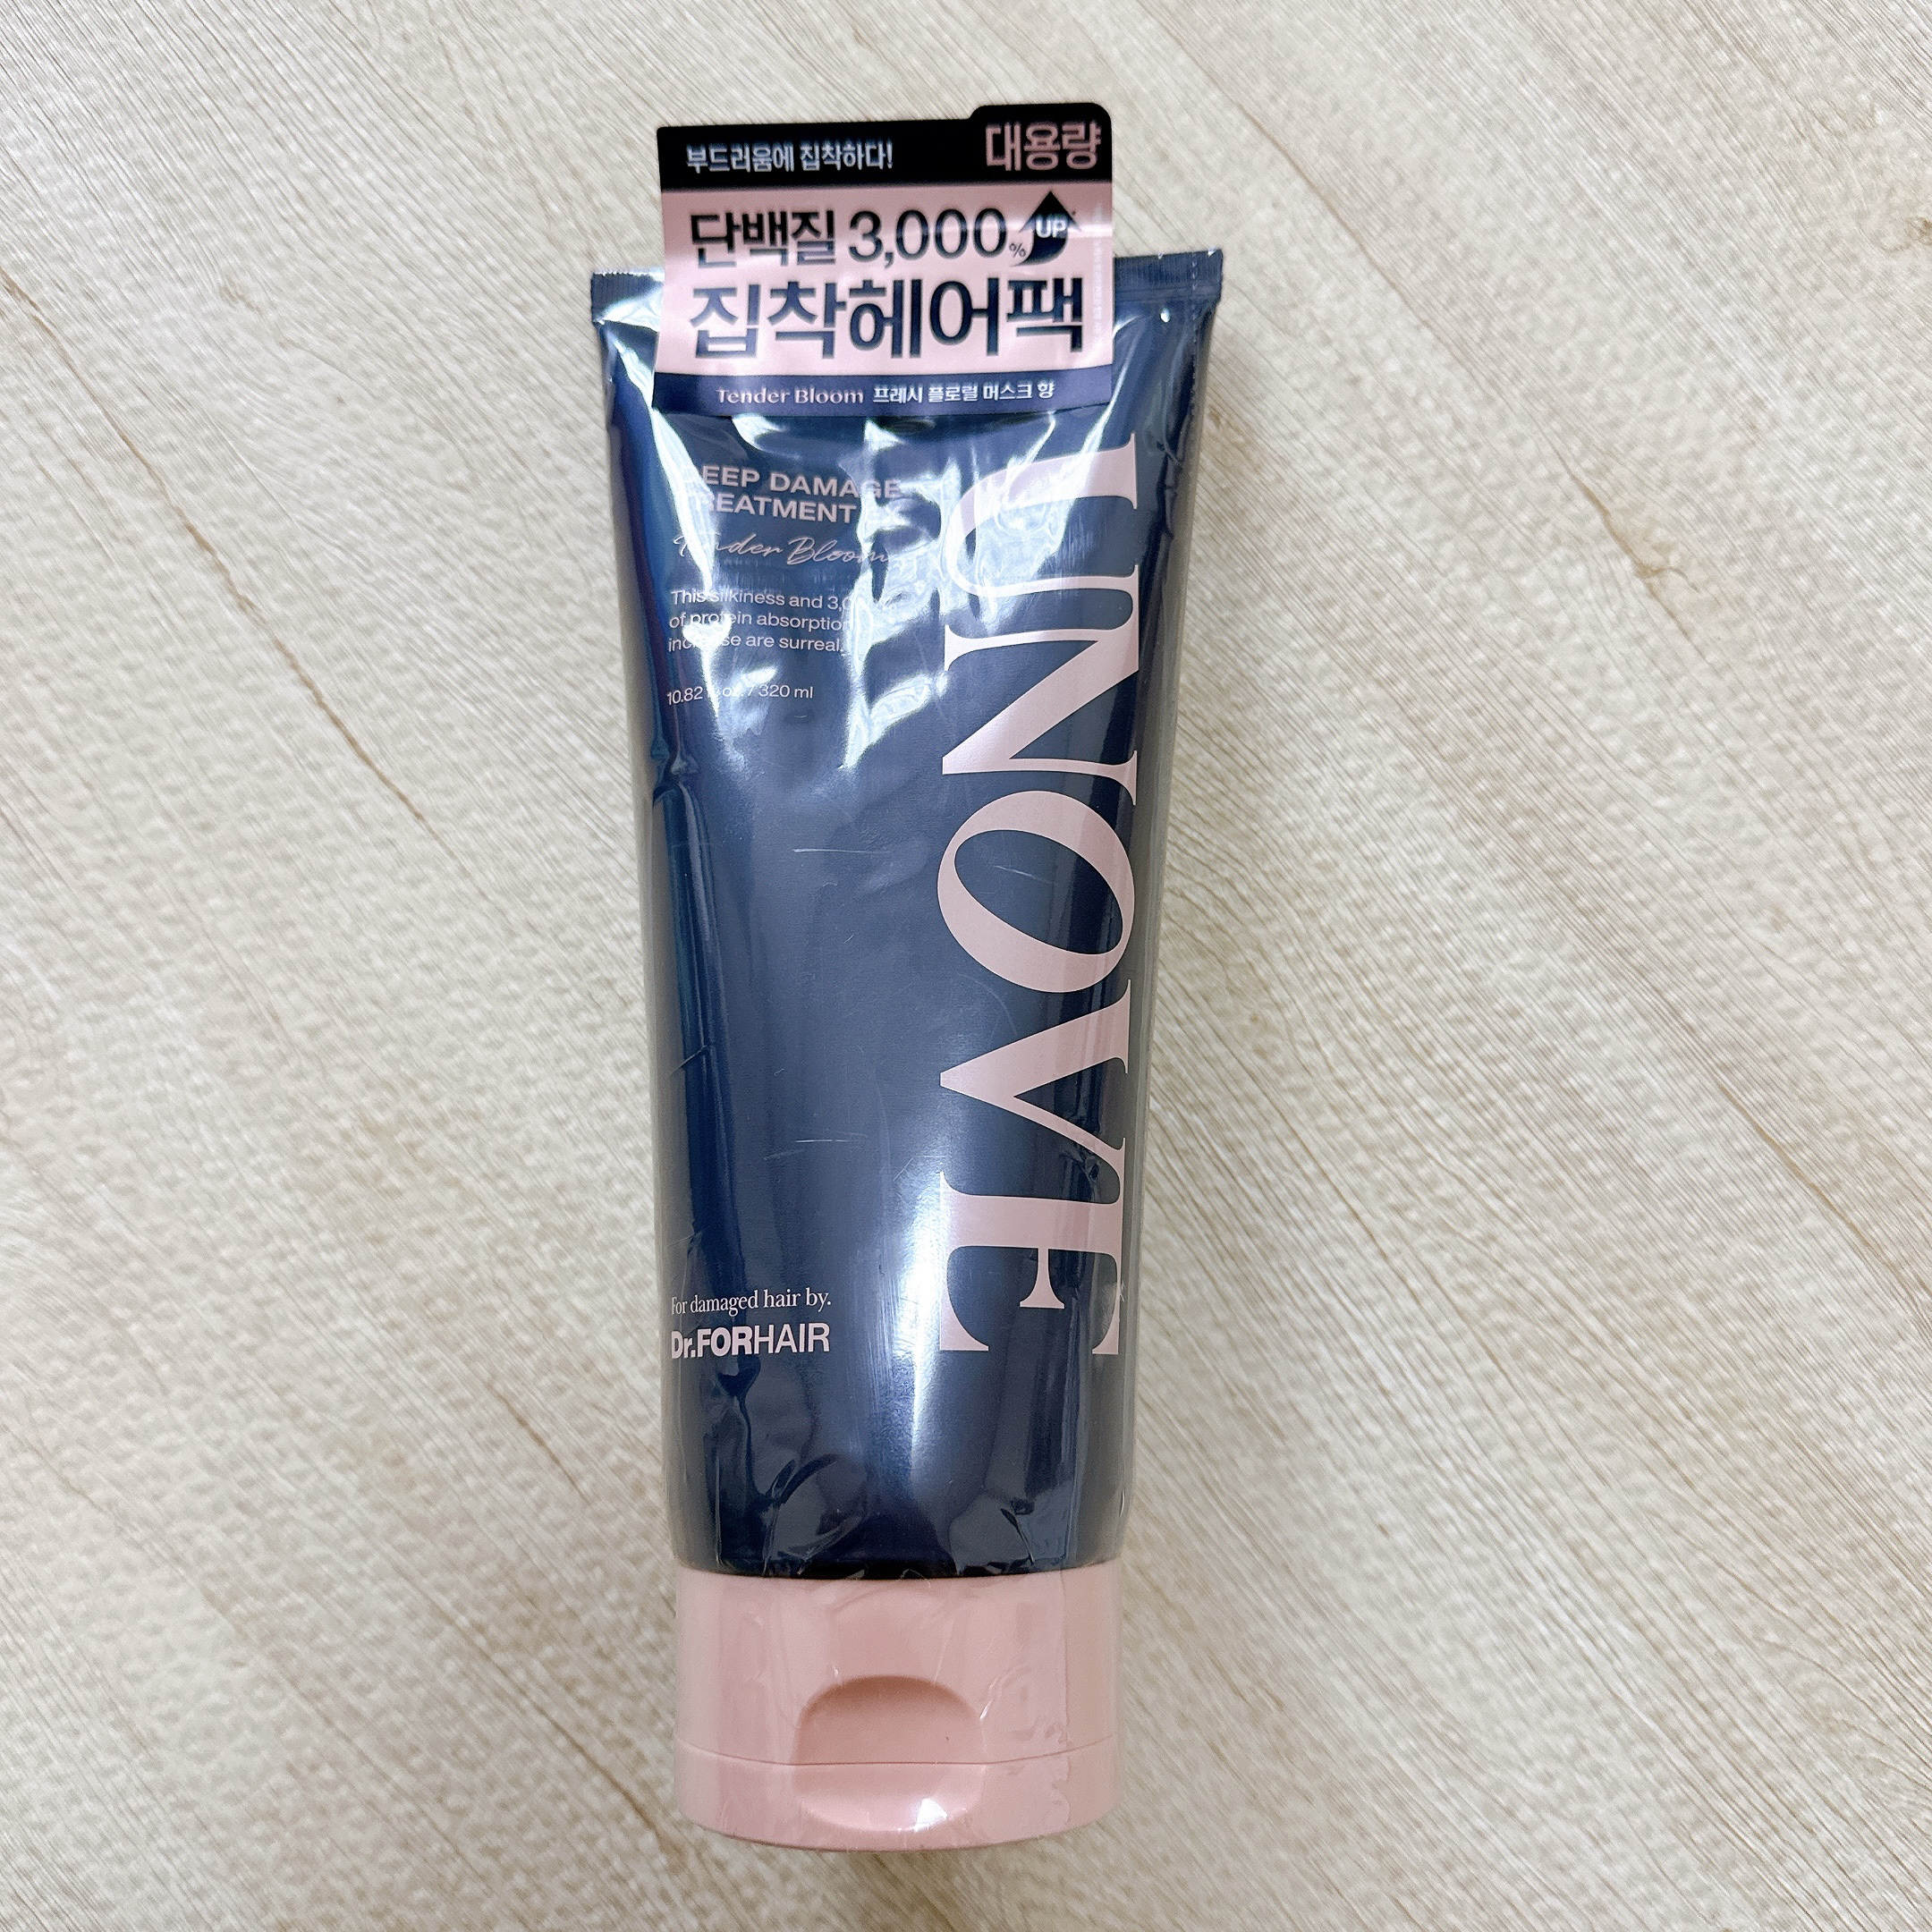 부드러움에 집착하다!
대용량
단백질 3,000% UP
집착헤어팩
Tender Bloom 프레시 플로럴 머스크 향
DEEP DAMAGE
TREATMENT
Tender Bloom
This silkiness and 3,0
of protein absorption
increase are surreal.
10.82 fl. oz. / 320 ml
UNOVE
For damaged hair by.
Dr.FORHAIR